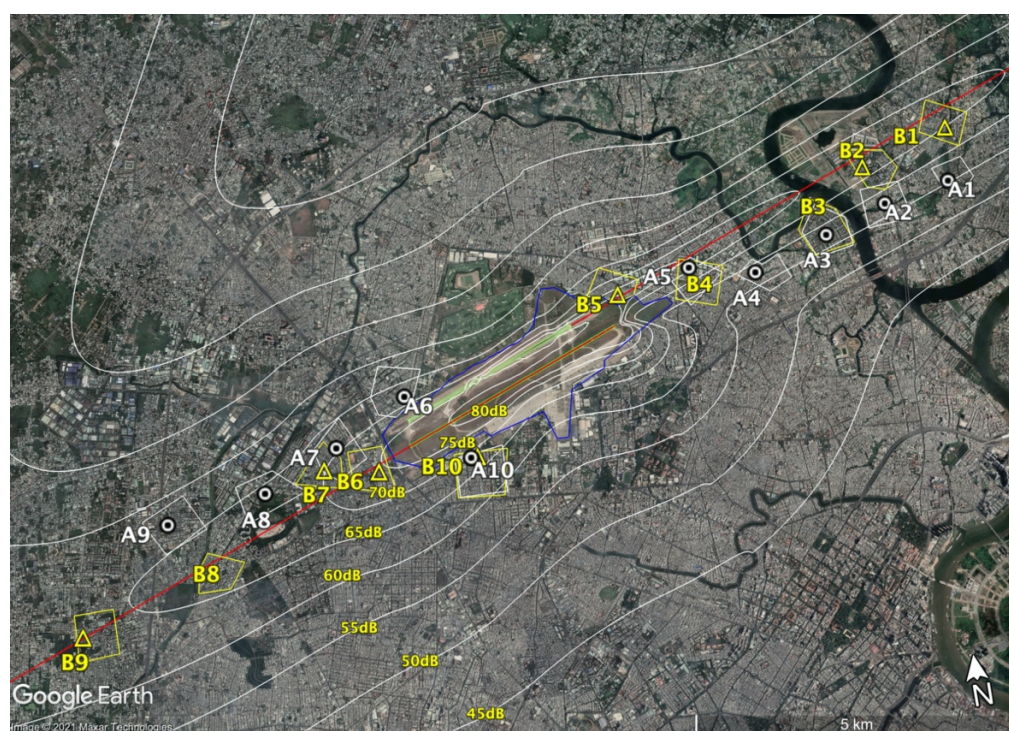 B1
B2
A1
A2
B3
A3
A5
B4
A4
B5
A6
80dB
75dB
A7
B10
A10
B6
70dB
B7
A8
A9
65dB
B8
60dB
55dB
B9
50dB
Google Earth
45dB
Image © 2021 Maxar Technologies
5 km
N